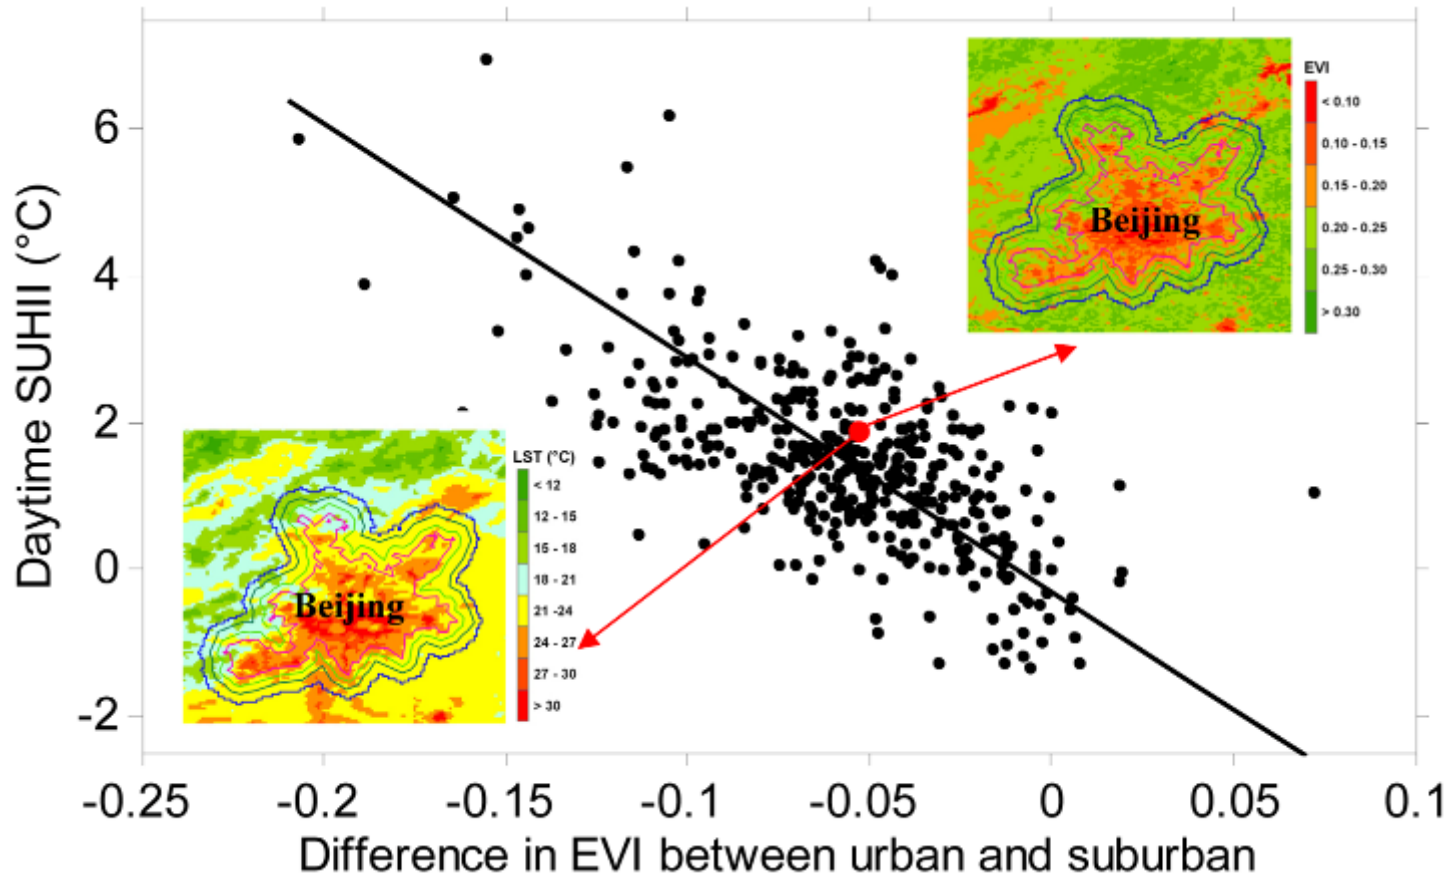 Daytime SUHII (°C)
6
4
2
0
-2
EVI
< 0.10
0.10 - 0.15
0.15 - 0.20
0.20 - 0.25
0.25 - 0.30
> 0.30
Beijing
LST (°C)
< 12
12 - 15
15 - 18
18 - 21
21 -24
24 - 27
27 - 30
> 30
Beijing
-0.25 -0.2 -0.15 -0.1 -0.05 0 0.05 0.1
Difference in EVI between urban and suburban